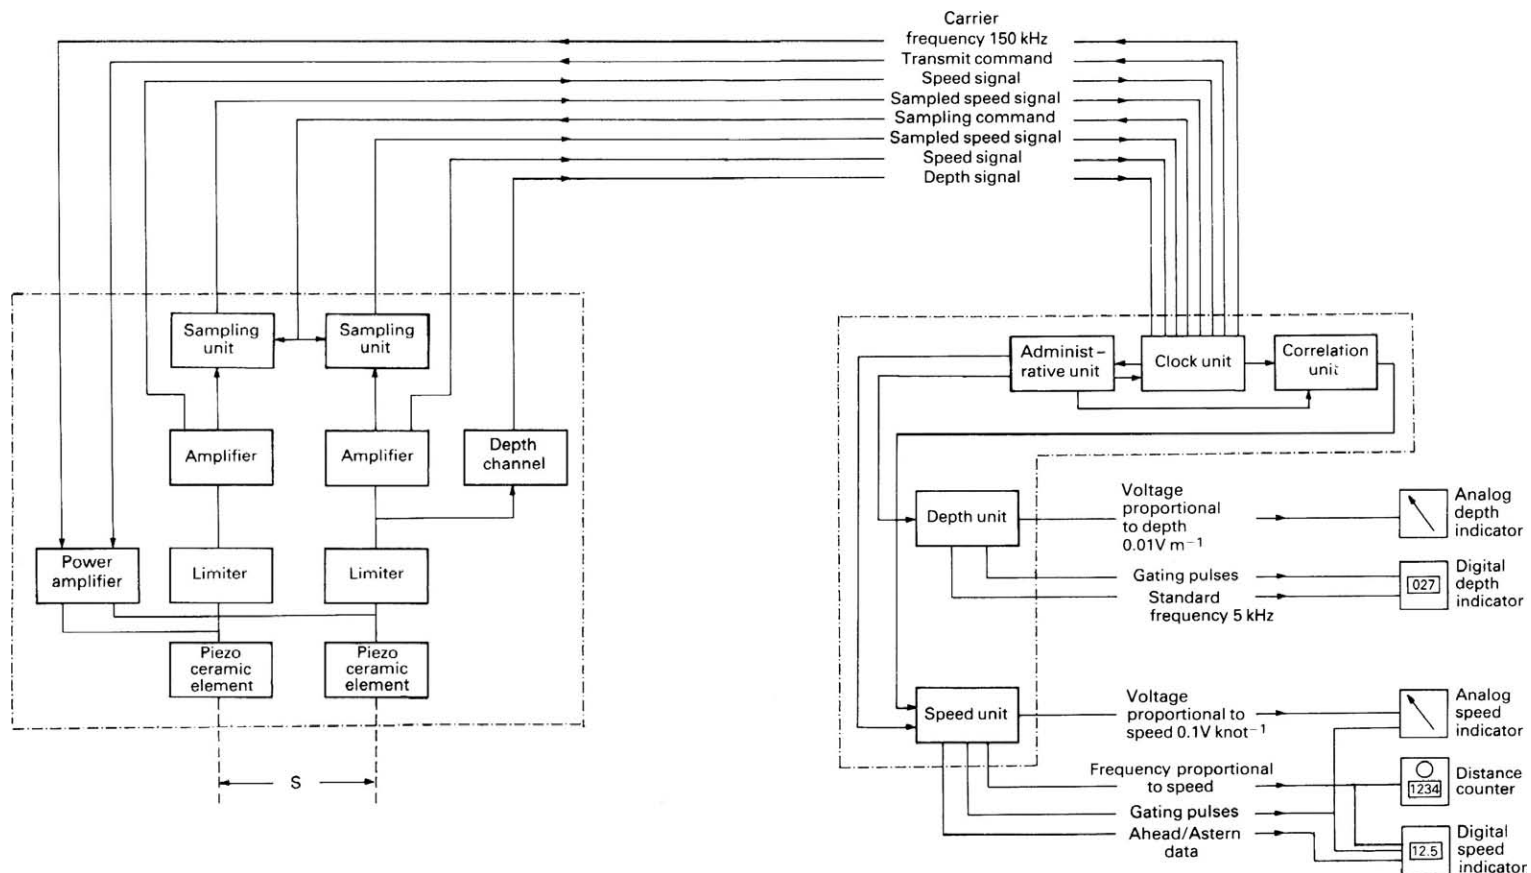 Carrier
frequency 150 kHz
Transmit command
Speed signal
Sampled speed signal
Sampling command
Sampled speed signal
Speed signal
Depth signal
Sampling
unit
Sampling
unit
Amplifier
Amplifier
Depth
channel
Power
amplifier
Limiter
Limiter
Piezo
ceramic
element
Piezo
ceramic
element
S
Administ-
rative unit
Clock unit
Correlation
unit
Depth unit
Voltage
proportional
to depth
0.01V m⁻¹
Analog
depth
indicator
Gating pulses
Standard
frequency 5 kHz
027
Digital
depth
indicator
Speed unit
Voltage
proportional to
speed 0.1V knot⁻¹
Analog
speed
indicator
Frequency proportional
to speed
1234
Distance
counter
Gating pulses
Ahead/Astern
data
12.5
Digital
speed
indicator